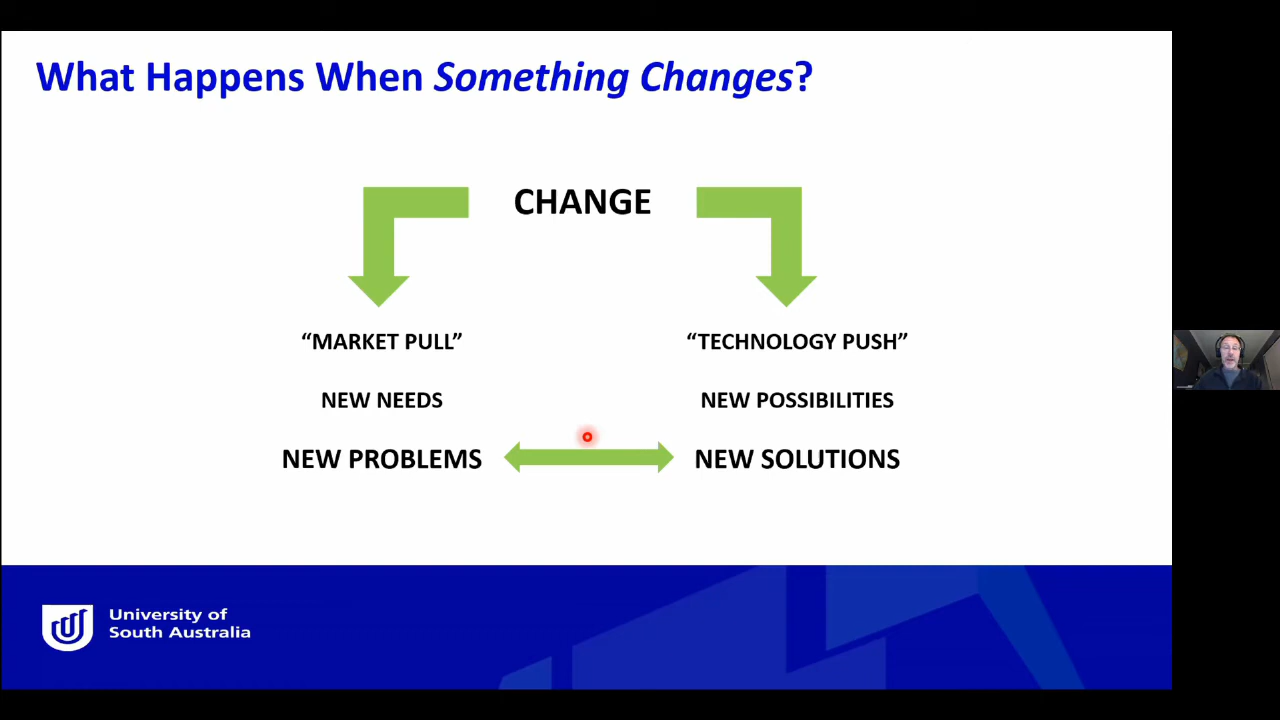 What Happens When Something Changes?
CHANGE
“MARKET PULL”
“TECHNOLOGY PUSH”
NEW NEEDS
NEW POSSIBILITIES
NEW PROBLEMS
NEW SOLUTIONS
University of
South Australia